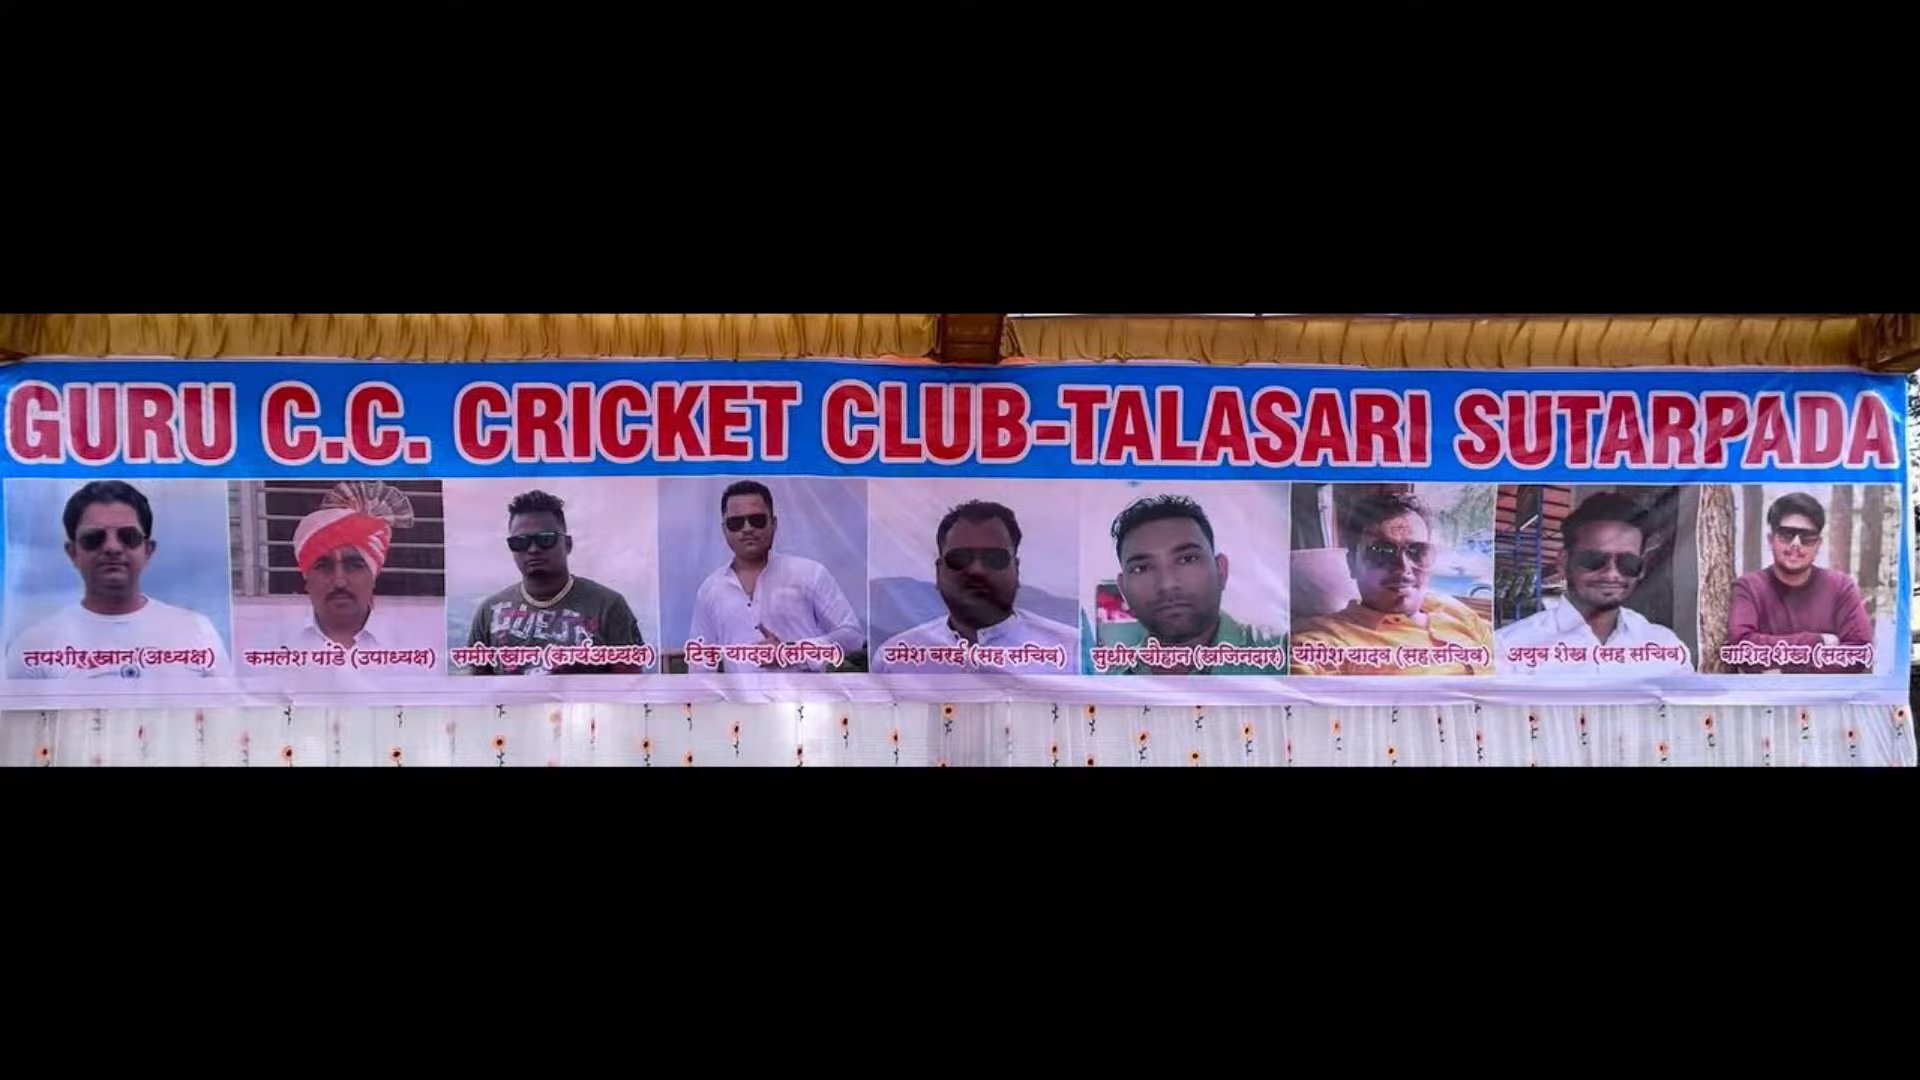 GURU C.C. CRICKET CLUB-TALASARI SUTARPADA
तपशीर खान (अध्यक्ष)
कमलेश पांडे (उपाध्यक्ष)
समीर खान (कार्यअध्यक्ष)
टिंकु यादव (सचिव)
उमेश बरई (सह सचिव)
सुधीर चौहान (खजिनदार)
योगेश यादव (सह सचिव)
अयुब शेख (सह सचिव)
शेख (सदस्य)